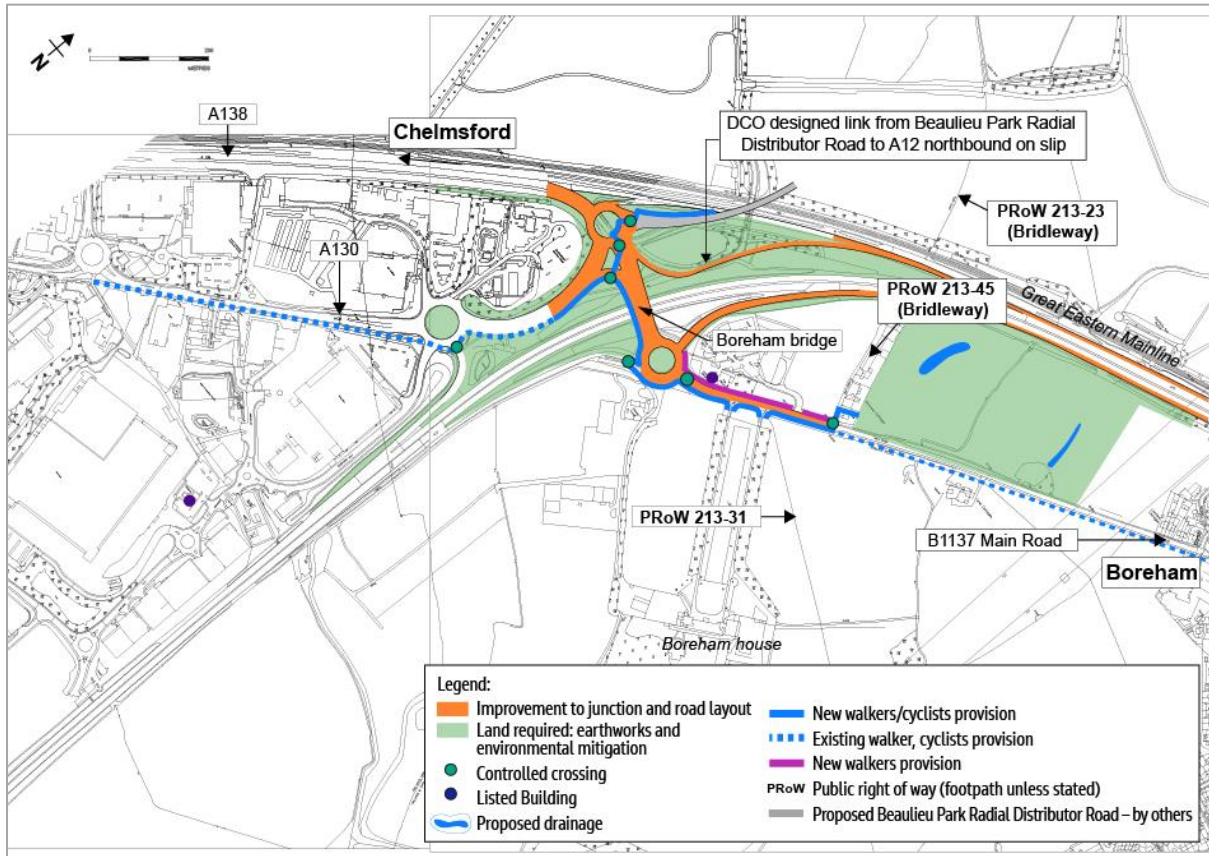 N
0
200
METRES
A138
Chelmsford
DCO designed link from Beaulieu Park Radial
Distributor Road to A12 northbound on slip
PRoW 213-23
(Bridleway)
A130
PRoW 213-45
(Bridleway)
Great Eastern Mainline
Boreham bridge
PRoW 213-31
B1137 Main Road
Boreham
Boreham house
Legend:
Improvement to junction and road layout
Land required: earthworks and
environmental mitigation
Controlled crossing
Listed Building
Proposed drainage
New walkers/cyclists provision
Existing walker, cyclists provision
New walkers provision
PRoW Public right of way (footpath unless stated)
Proposed Beaulieu Park Radial Distributor Road – by others